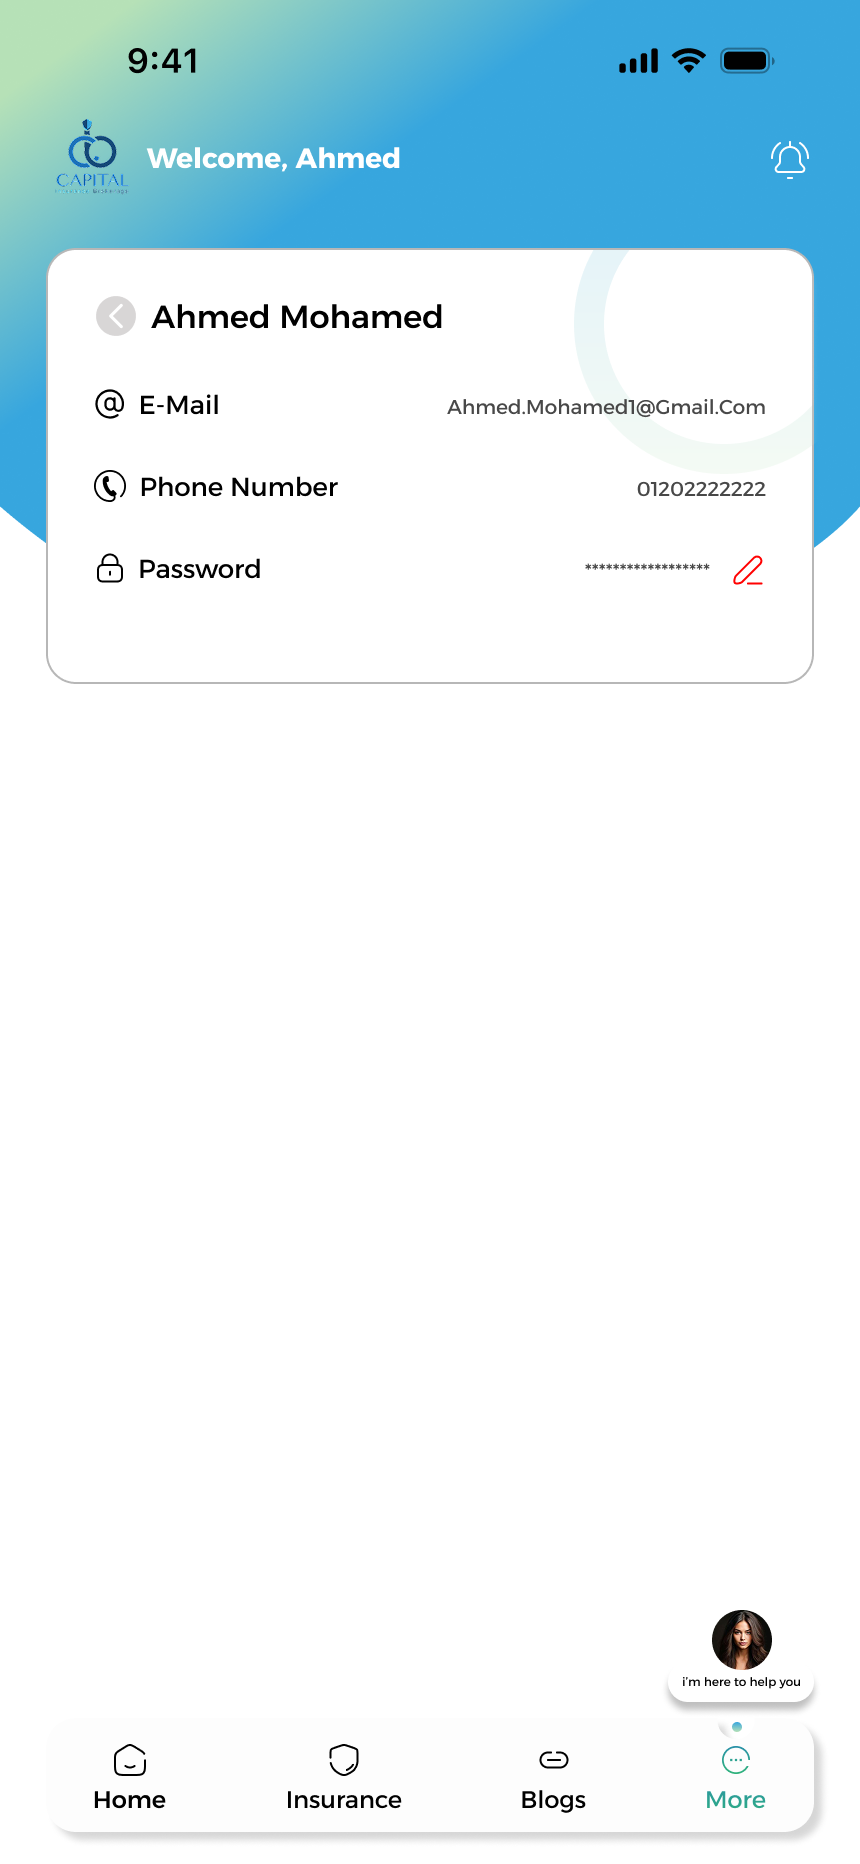 9:41
CAPITAL
Welcome, Ahmed
Ahmed Mohamed
E-Mail
Ahmed.Mohamed1@Gmail.Com
Phone Number
01202222222
Password
******************
i'm here to help you
Home
Insurance
Blogs
More